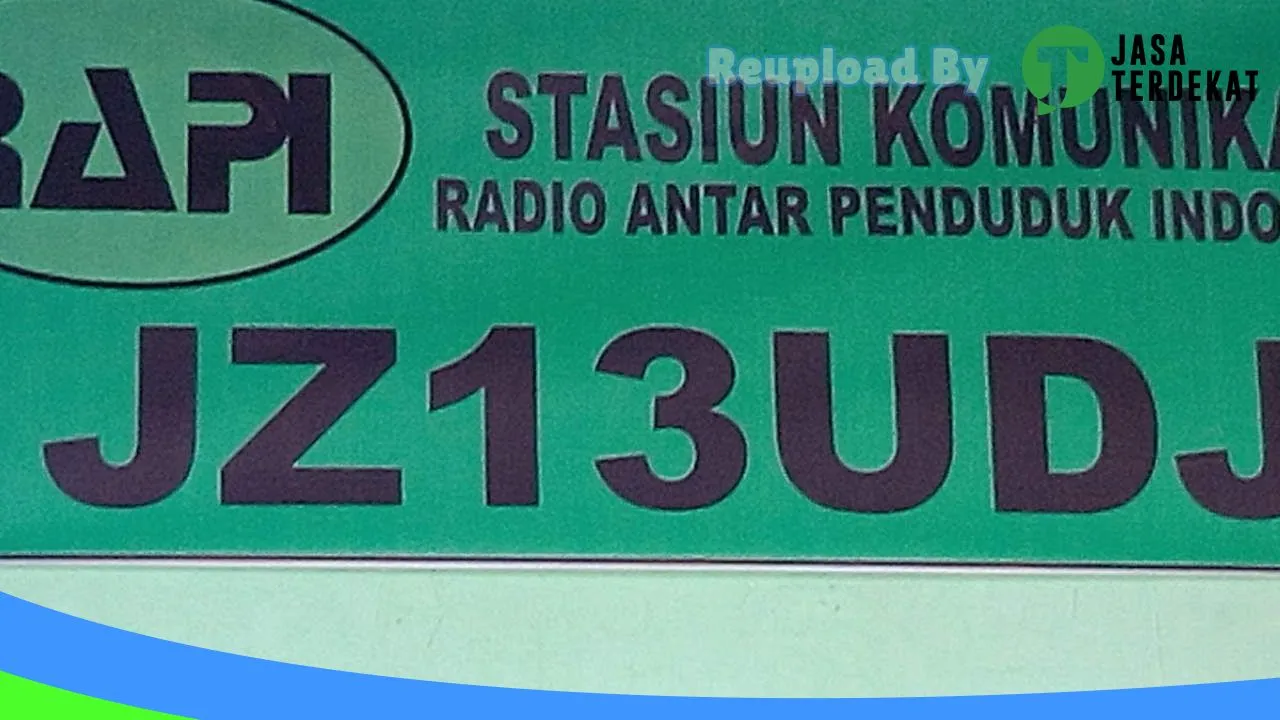 Reupload By JASA TERDEKAT
RAPI
STASIUN KOMUNIKA
RADIO ANTAR PENDUDUK INDO
JZ13UDJ